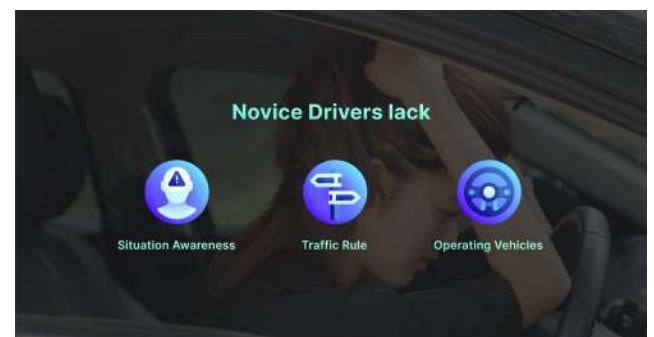 Novice Drivers lack
Situation Awareness
Traffic Rule
Operating Vehicles